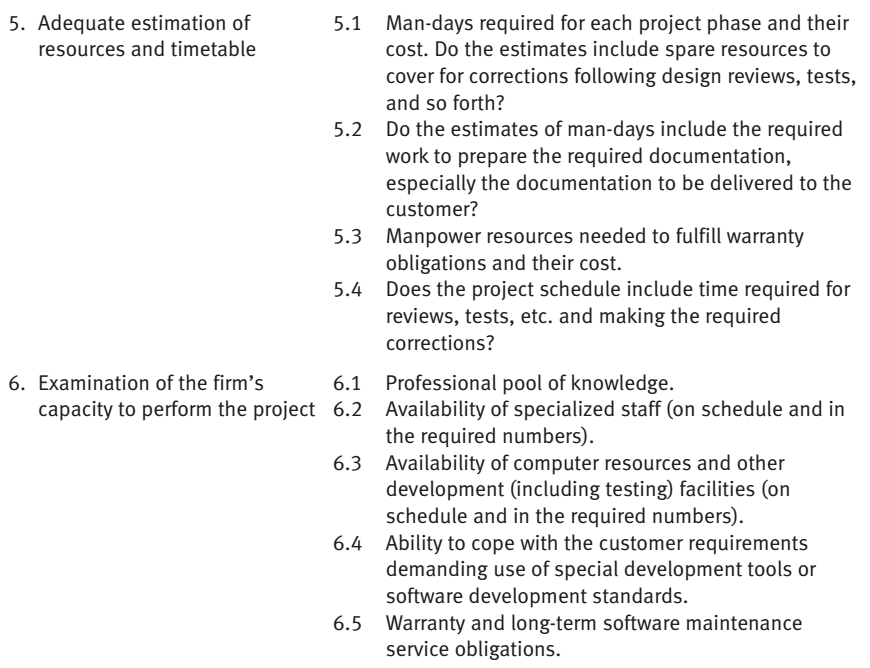 5. Adequate estimation of
resources and timetable
5.1 Man-days required for each project phase and their
cost. Do the estimates include spare resources to
cover for corrections following design reviews, tests,
and so forth?
5.2 Do the estimates of man-days include the required
work to prepare the required documentation,
especially the documentation to be delivered to the
customer?
5.3 Manpower resources needed to fulfill warranty
obligations and their cost.
5.4 Does the project schedule include time required for
reviews, tests, etc. and making the required
corrections?
6. Examination of the firm’s
capacity to perform the project
6.1 Professional pool of knowledge.
6.2 Availability of specialized staff (on schedule and in
the required numbers).
6.3 Availability of computer resources and other
development (including testing) facilities (on
schedule and in the required numbers).
6.4 Ability to cope with the customer requirements
demanding use of special development tools or
software development standards.
6.5 Warranty and long-term software maintenance
service obligations.